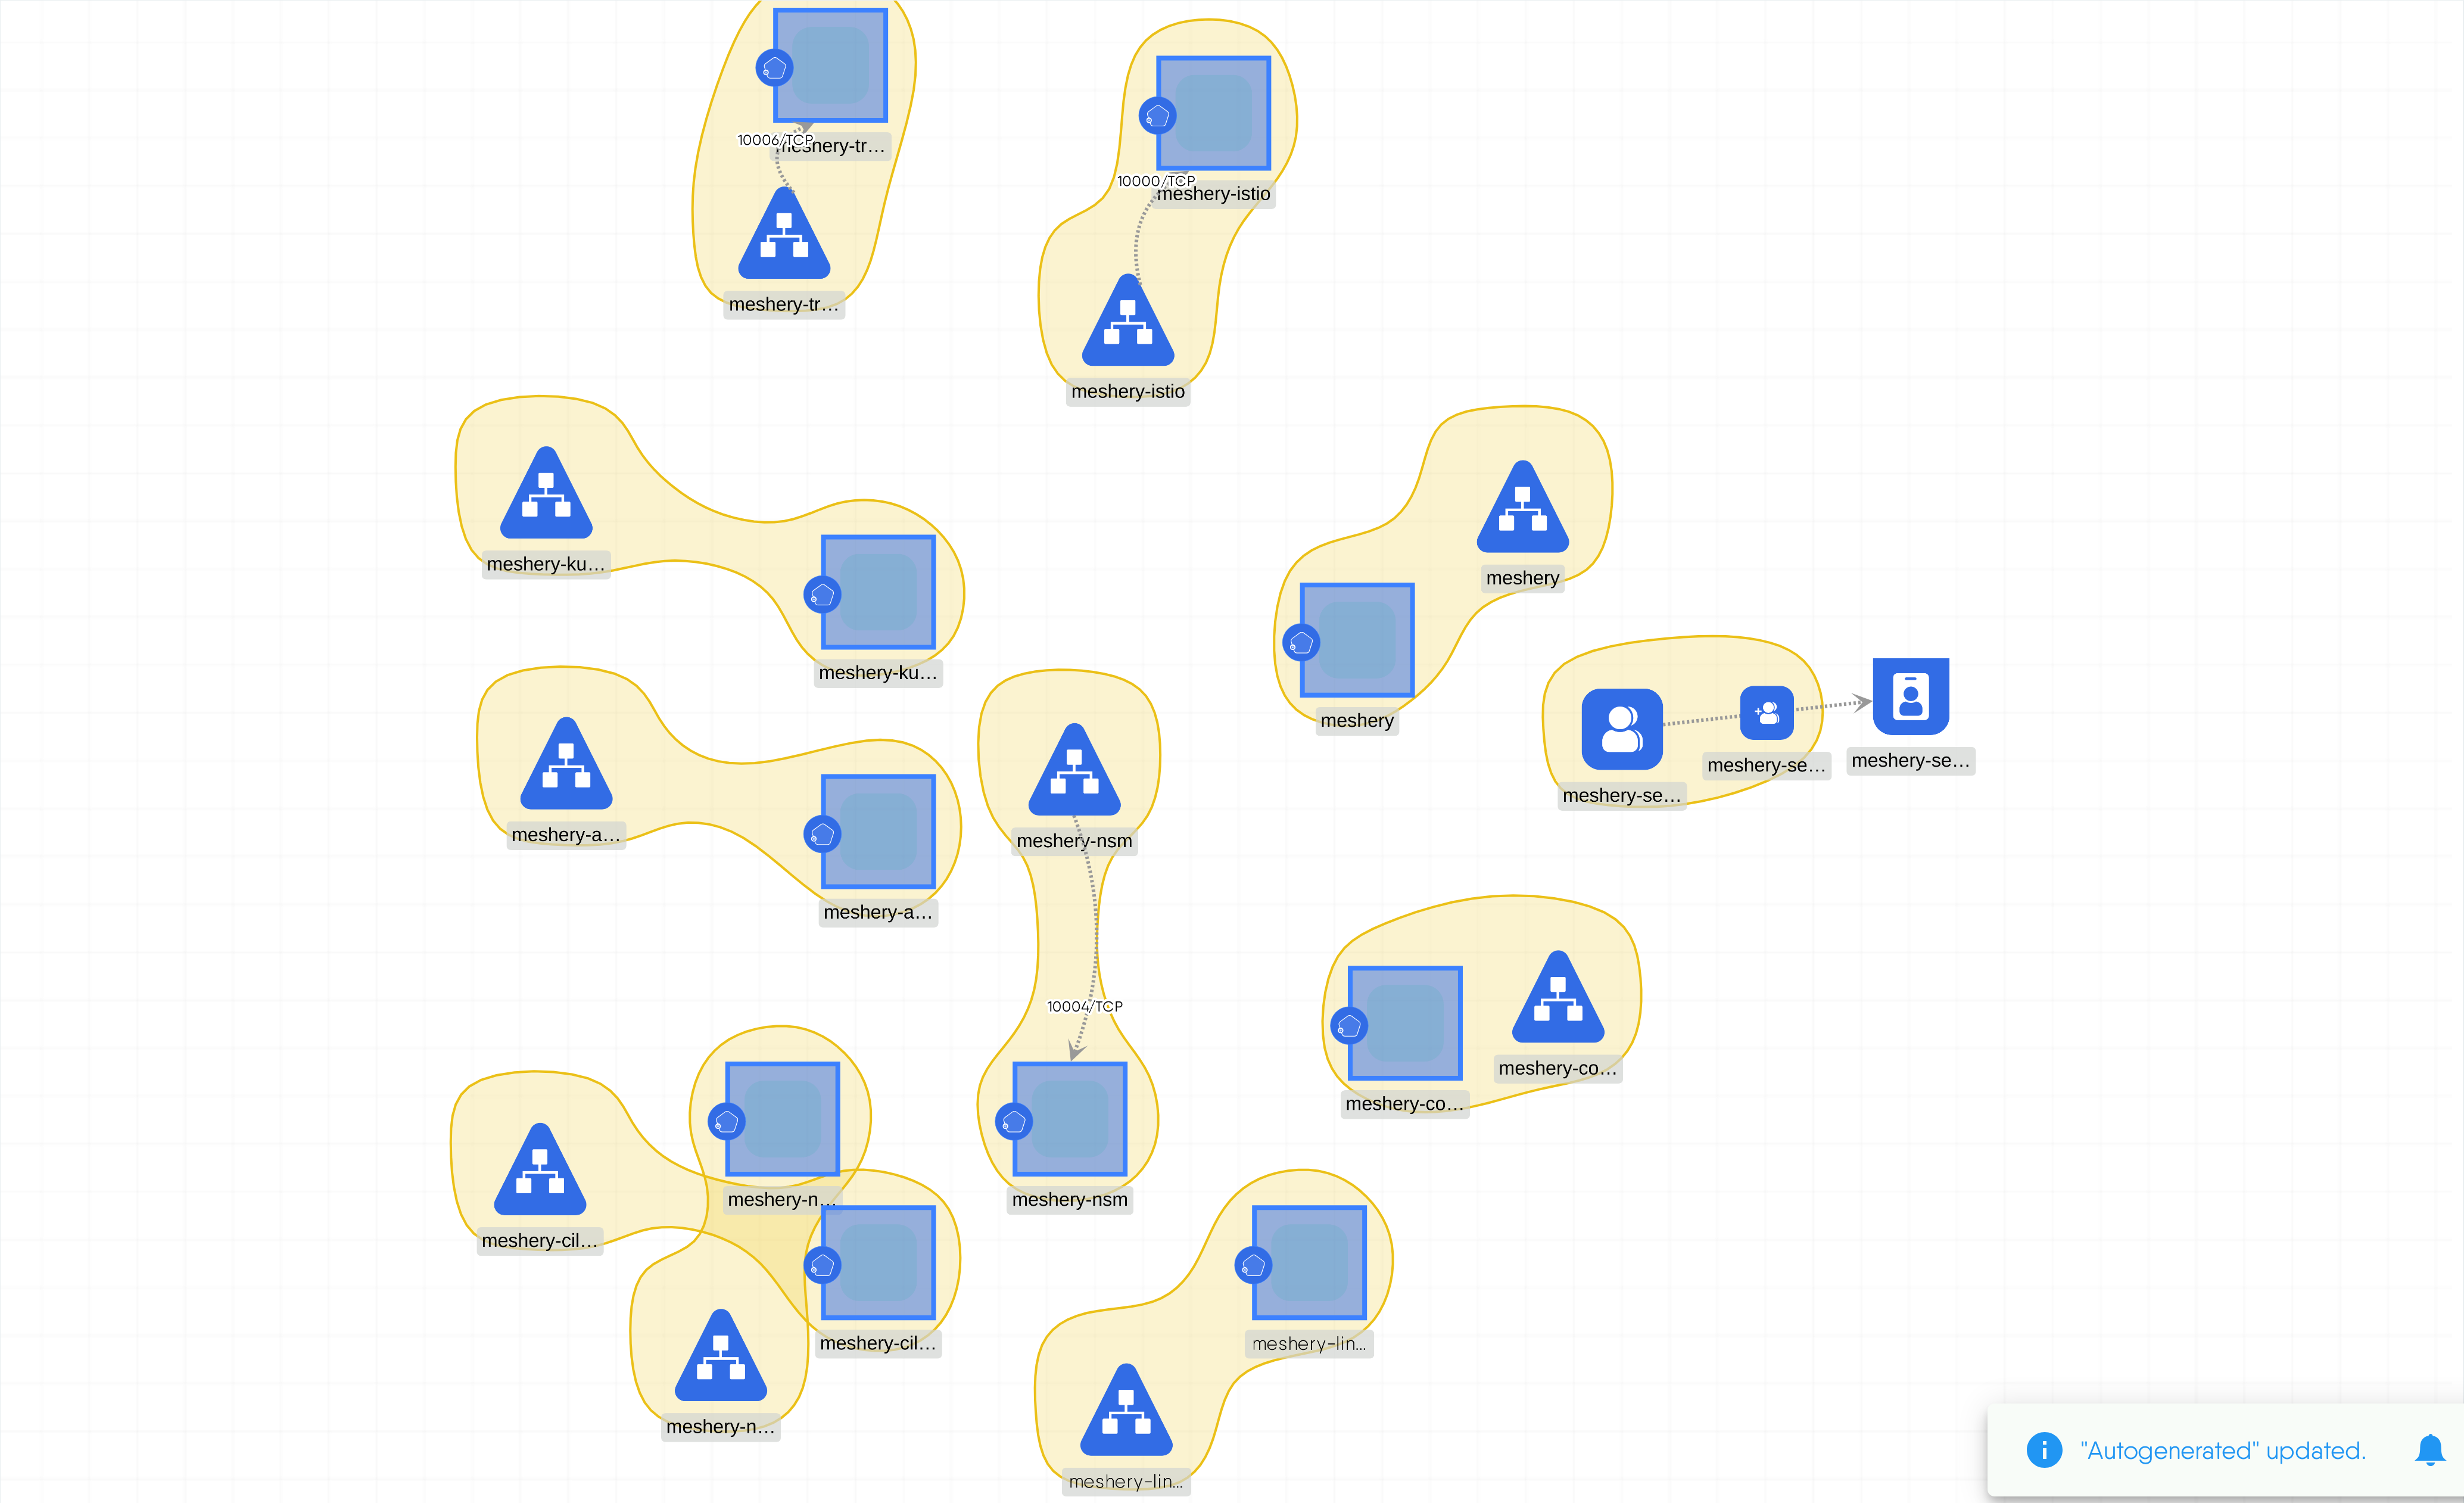 10006/TCP
meshery-tr...
meshery-tr...
10000/TCP
meshery-istio
meshery-istio
meshery-ku...
meshery-ku...
meshery
meshery
meshery-se...
meshery-se...
meshery-se...
meshery-a...
meshery-a...
meshery-nsm
10004/TCP
meshery-nsm
meshery-co...
meshery-co...
meshery-n...
meshery-cil...
meshery-cil...
meshery-n...
meshery-lin...
meshery-lin...
"Autogenerated" updated.